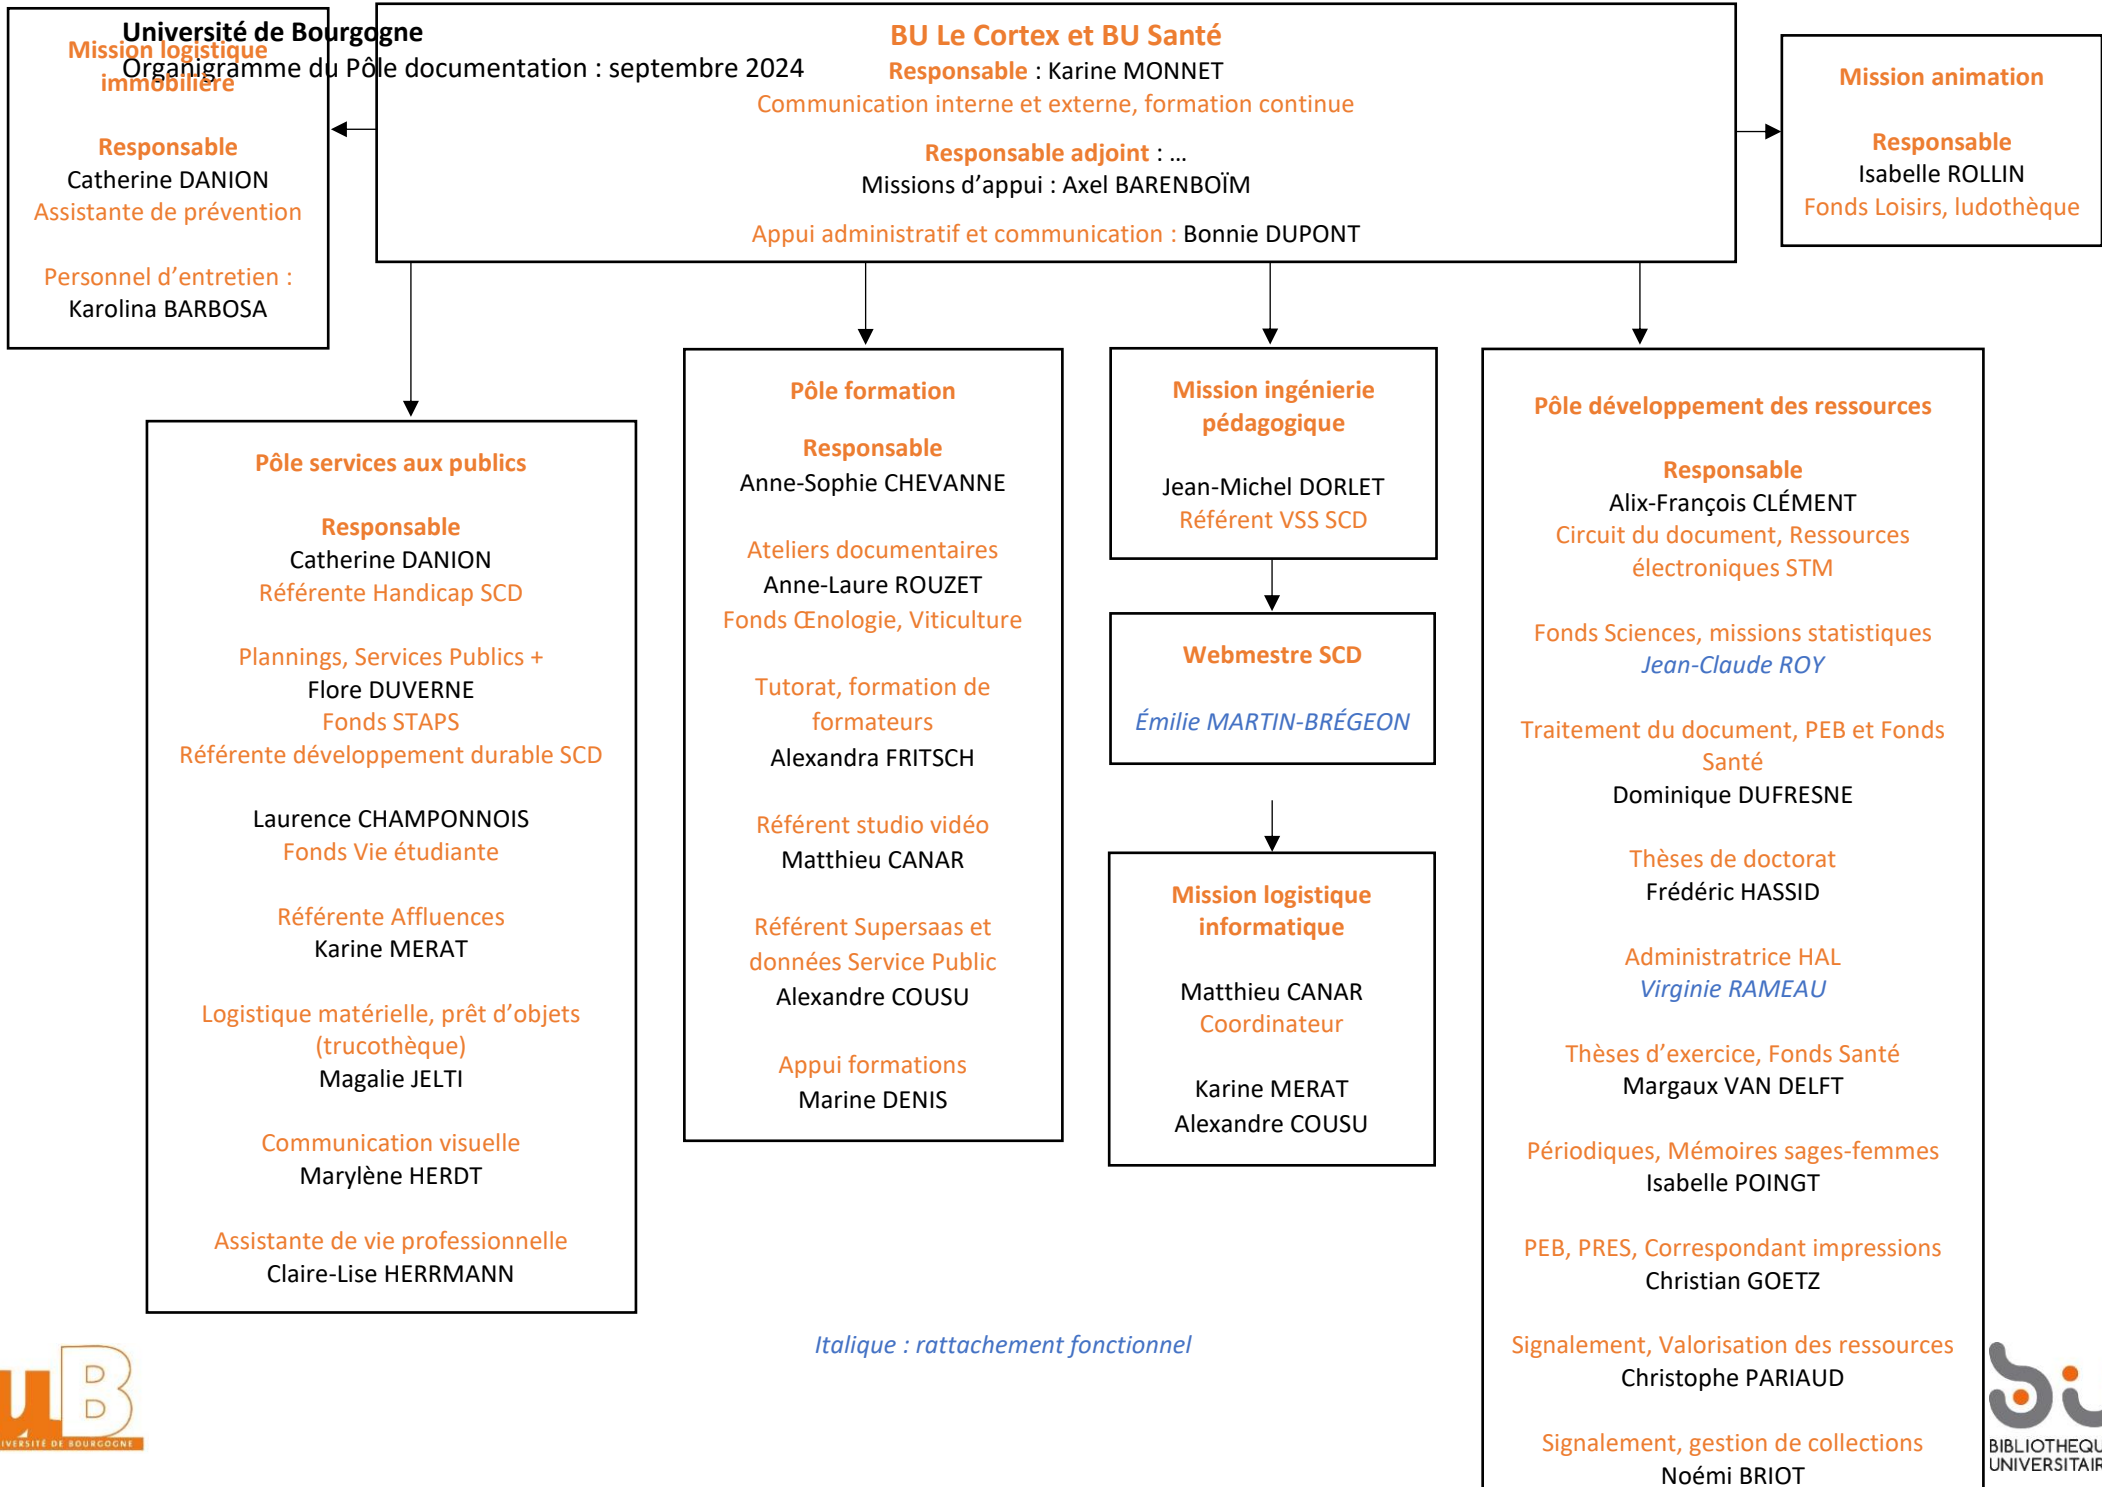 Université de Bourgogne
Organigramme du Pôle documentation : septembre 2024
Mission logistique
immobilière
Responsable
Catherine DANION
Assistante de prévention
Personnel d'entretien :
Karolina BARBOSA
BU Le Cortex et BU Santé
Responsable : Karine MONNET
Communication interne et externe, formation continue
Responsable adjoint : …
Missions d'appui : Axel BARENBOÏM
Appui administratif et communication : Bonnie DUPONT
Mission animation
Responsable
Isabelle ROLLIN
Fonds Loisirs, ludothèque
Pôle services aux publics
Responsable
Catherine DANION
Référente Handicap SCD
Plannings, Services Publics +
Flore DUVERNE
Fonds STAPS
Référente développement durable SCD
Laurence CHAMPONNOIS
Fonds Vie étudiante
Référente Affluences
Karine MERAT
Logistique matérielle, prêt d'objets
(trucothèque)
Magalie JELTI
Communication visuelle
Marylène HERDT
Assistante de vie professionnelle
Claire-Lise HERRMANN
Pôle formation
Responsable
Anne-Sophie CHEVANNE
Ateliers documentaires
Anne-Laure ROUZET
Fonds Œnologie, Viticulture
Tutorat, formation de
formateurs
Alexandra FRITSCH
Référent studio vidéo
Matthieu CANAR
Référent Supersaas et
données Service Public
Alexandre COUSU
Appui formations
Marine DENIS
Mission ingénierie
pédagogique
Jean-Michel DORLET
Référent VSS SCD
Webmestre SCD
Émilie MARTIN-BRÉGEON
Mission logistique
informatique
Matthieu CANAR
Coordinateur
Karine MERAT
Alexandre COUSU
Pôle développement des ressources
Responsable
Alix-François CLÉMENT
Circuit du document, Ressources
électroniques STM
Fonds Sciences, missions statistiques
Jean-Claude ROY
Traitement du document, PEB et Fonds
Santé
Dominique DUFRESNE
Thèses de doctorat
Frédéric HASSID
Administratrice HAL
Virginie RAMEAU
Thèses d'exercice, Fonds Santé
Margaux VAN DELFT
Périodiques, Mémoires sages-femmes
Isabelle POINGT
PEB, PRES, Correspondant impressions
Christian GOETZ
Signalement, Valorisation des ressources
Christophe PARIAUD
Signalement, gestion de collections
Noémi BRIOT
Italique : rattachement fonctionnel
uB
IVERSITÉ DE BOURGOGNE
BIBLIOTHEQU
UNIVERSITAIR